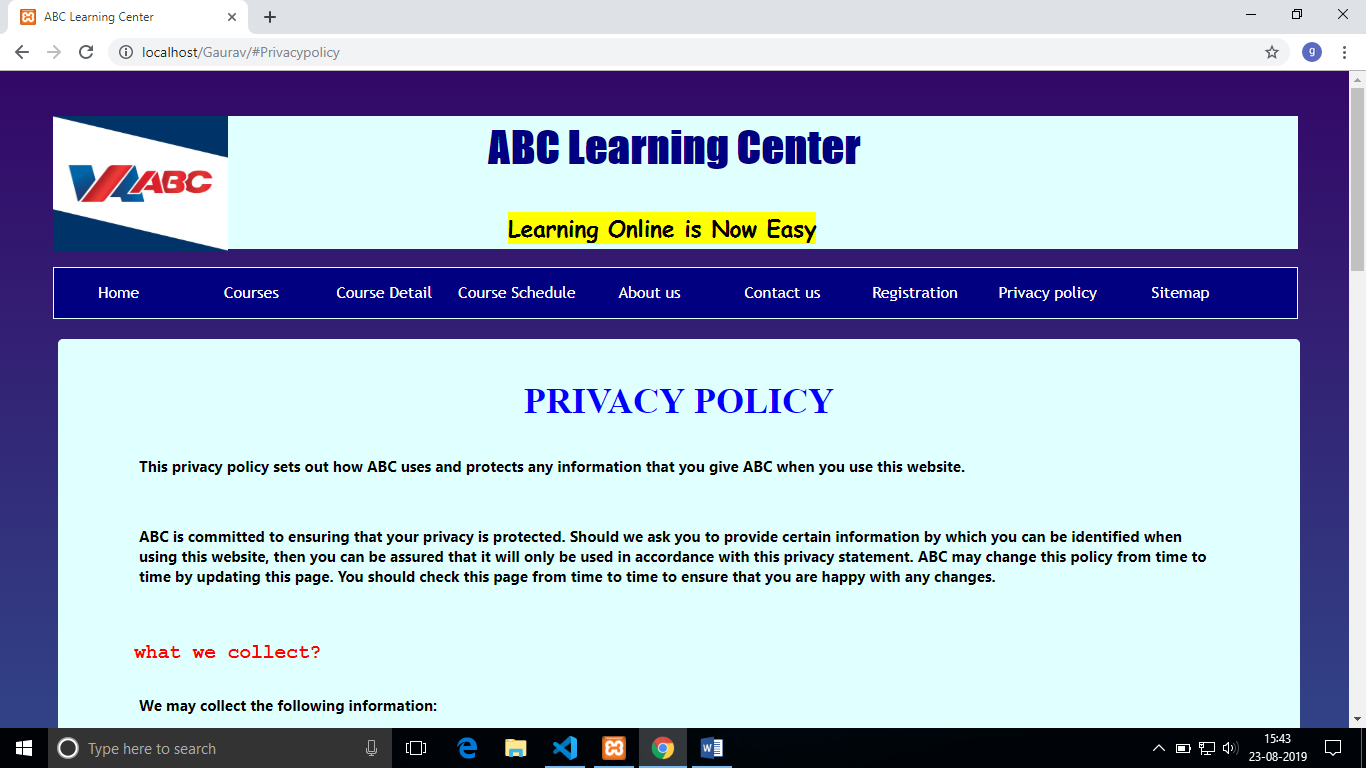 ABC Learning Center
localhost/Gaurav/#Privacypolicy
g
ABC
ABC Learning Center
Learning Online is Now Easy
Home Courses Course Detail Course Schedule About us Contact us Registration Privacy policy Sitemap
PRIVACY POLICY
This privacy policy sets out how ABC uses and protects any information that you give ABC when you use this website.
ABC is committed to ensuring that your privacy is protected. Should we ask you to provide certain information by which you can be identified when
using this website, then you can be assured that it will only be used in accordance with this privacy statement. ABC may change this policy from time to
time by updating this page. You should check this page from time to time to ensure that you are happy with any changes.
what we collect?
We may collect the following information:
Type here to search
15:43
23-08-2019